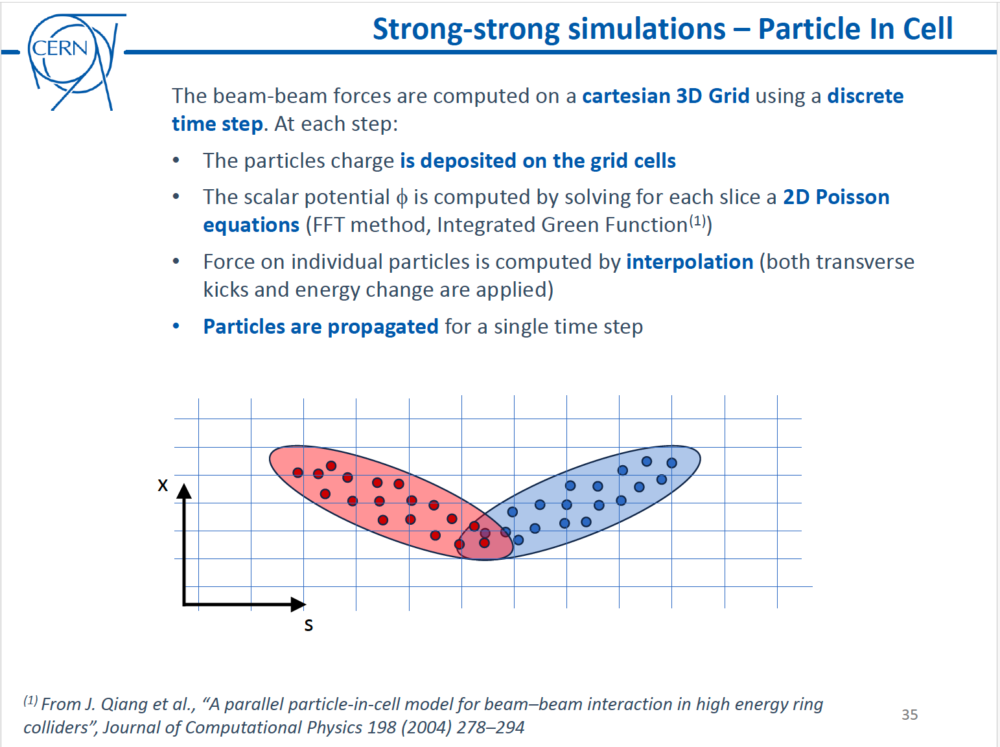 CERN
Strong-strong simulations – Particle In Cell
The beam-beam forces are computed on a cartesian 3D Grid using a discrete
time step. At each step:
• The particles charge is deposited on the grid cells
• The scalar potential ϕ is computed by solving for each slice a 2D Poisson
equations (FFT method, Integrated Green Function(1))
• Force on individual particles is computed by interpolation (both transverse
kicks and energy change are applied)
• Particles are propagated for a single time step
x
s
(1) From J. Qiang et al., “A parallel particle-in-cell model for beam–beam interaction in high energy ring
colliders”, Journal of Computational Physics 198 (2004) 278–294
35